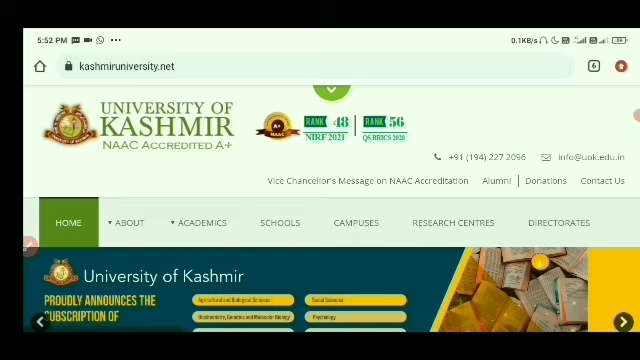 5:52 PM
0.1KB/s
kashmiruniversity.net
6
UNIVERSITY OF
KASHMIR
NAAC ACCREDITED A+
A+
NAAC
RANK 48
NIRF 2021
RANK 56
QS BRICS 2020
+91 (194) 227 2096
info@uok.edu.in
Vice Chancellor's Message on NAAC Accreditation
Alumni
Donations
Contact Us
HOME
ABOUT
ACADEMICS
SCHOOLS
CAMPUSES
RESEARCH CENTRES
DIRECTORATES
University of Kashmir
PROUDLY ANNOUNCES THE
SUBSCRIPTION OF
Agricultural and Biological Sciences
Social Sciences
Biochemistry, Genetics and Molecular Biology
Psychology